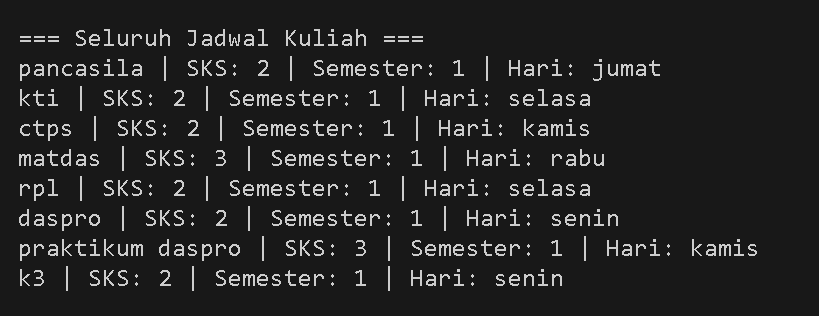 === Seluruh Jadwal Kuliah ===
pancasila | SKS: 2 | Semester: 1 | Hari: jumat
kti | SKS: 2 | Semester: 1 | Hari: selasa
ctps | SKS: 2 | Semester: 1 | Hari: kamis
matdas | SKS: 3 | Semester: 1 | Hari: rabu
rpl | SKS: 2 | Semester: 1 | Hari: selasa
daspro | SKS: 2 | Semester: 1 | Hari: senin
praktikum daspro | SKS: 3 | Semester: 1 | Hari: kamis
k3 | SKS: 2 | Semester: 1 | Hari: senin